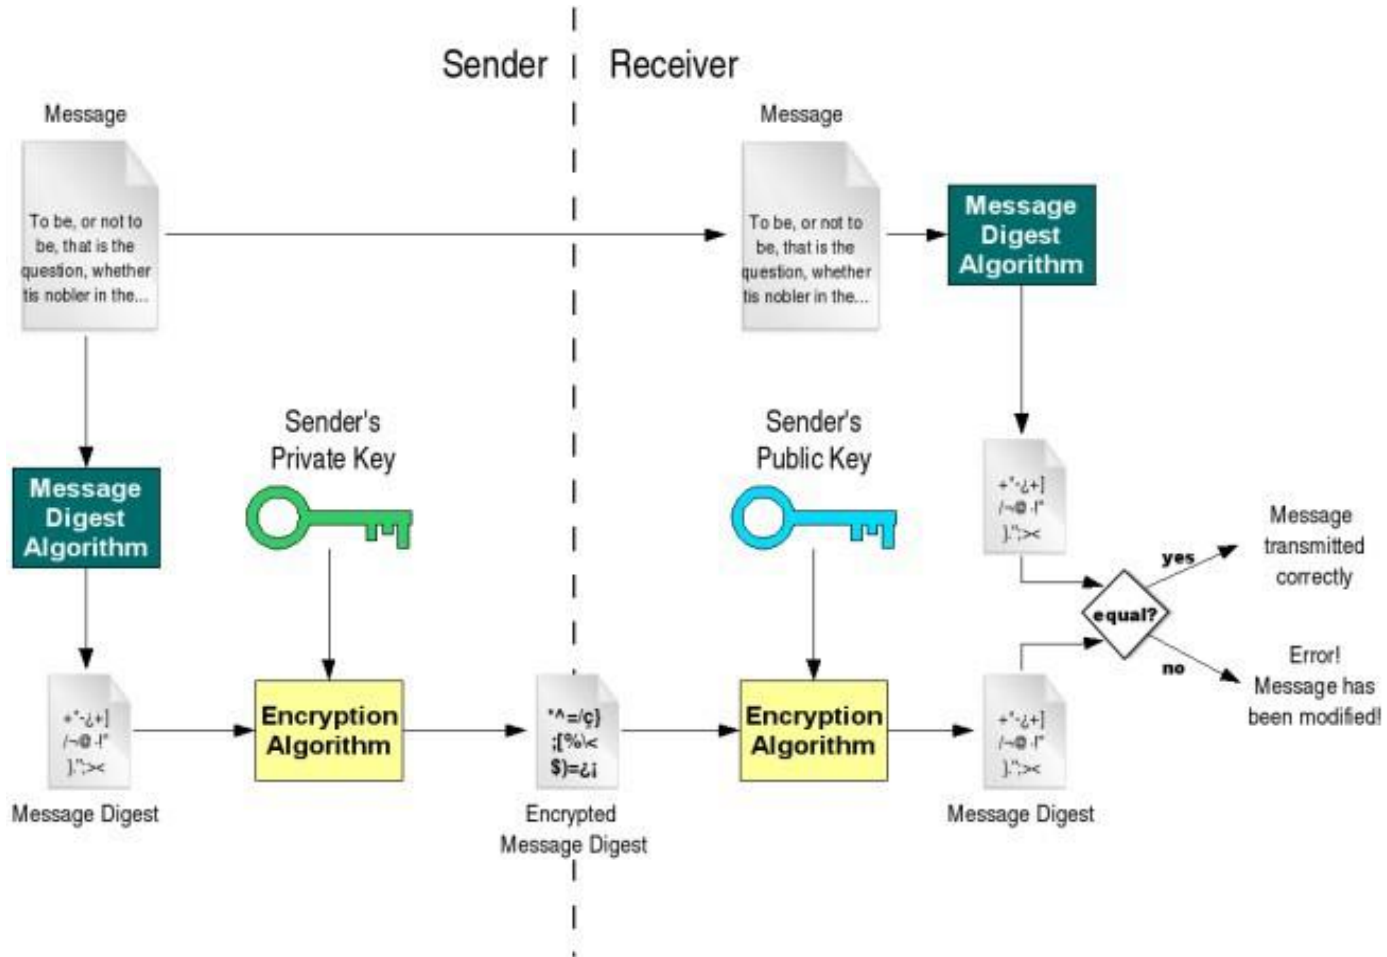 Sender
Receiver
Message
To be, or not to
be, that is the
question, whether
tis nobler in the...
Message
To be, or not to
be, that is the
question, whether
tis nobler in the...
Message
Digest
Algorithm
Message
Digest
Algorithm
Sender's
Private Key
Sender's
Public Key
+*-¿+]
/¬@-!"
}.";><
equal?
yes
Message
transmitted
correctly
no
Error!
Message has
been modified!
+*-¿+]
/¬@-!"
}.";><
Message Digest
Encryption
Algorithm
*^=/ç}
;[%\<
$)=¿¡
Encrypted
Message Digest
Encryption
Algorithm
+*-¿+]
/¬@-!"
}.";><
Message Digest